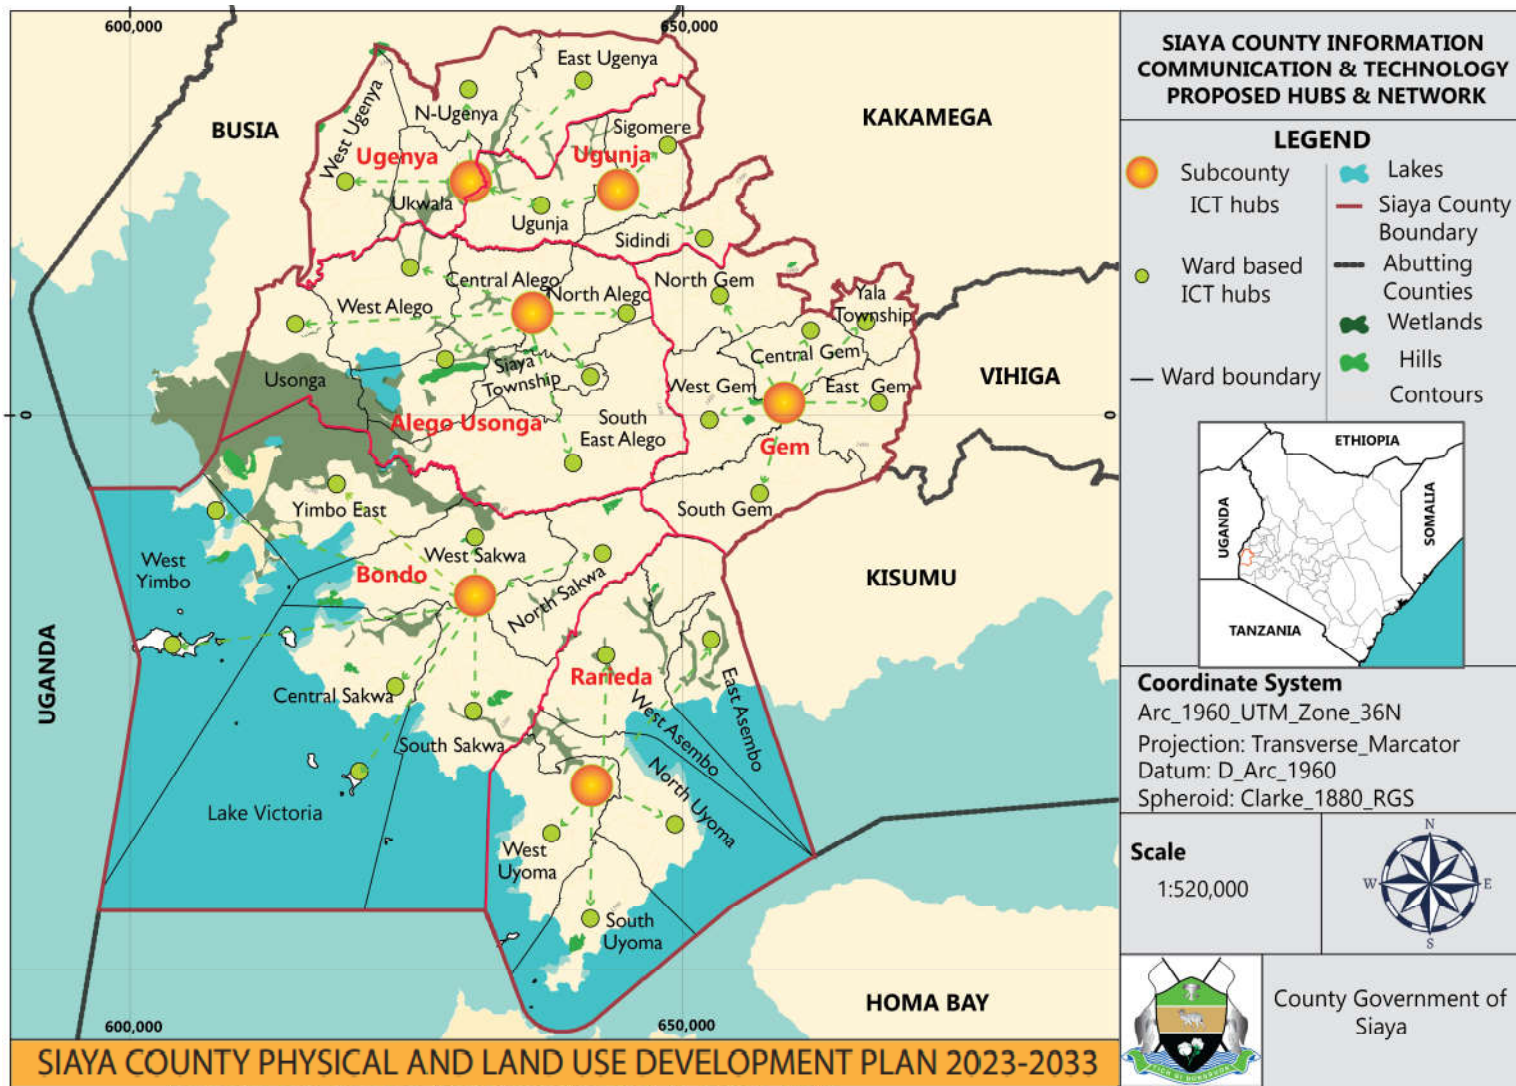 600,000
650,000
East Ugenya
N-Ugenya
West Ugenya
BUSIA
KAKAMEGA
Sigomere
Ugenya
Ugunja
Ukwala
Ugunja
Sidindi
Central Alego
North Alego
North Gem
Yala
Township
West Alego
Central Gem
Usonga
Siaya
Township
West Gem
East Gem
VIHIGA
0
0
Alego Usonga
South
East Alego
Gem
South Gem
Yimbo East
West
Yimbo
West Sakwa
Bondo
North Sakwa
KISUMU
UGANDA
Rarieda
Central Sakwa
West Asembo
East Asembo
South Sakwa
North Uyoma
Lake Victoria
West
Uyoma
South
Uyoma
HOMA BAY
600,000
650,000
SIAYA COUNTY PHYSICAL AND LAND USE DEVELOPMENT PLAN 2023-2033
SIAYA COUNTY INFORMATION
COMMUNICATION & TECHNOLOGY
PROPOSED HUBS & NETWORK
LEGEND
Subcounty
ICT hubs
Ward based
ICT hubs
Ward boundary
Lakes
Siaya County
Boundary
Abutting
Counties
Wetlands
Hills
Contours
ETHIOPIA
UGANDA
SOMALIA
TANZANIA
Coordinate System
Arc_1960_UTM_Zone_36N
Projection: Transverse_Marcator
Datum: D_Arc_1960
Spheroid: Clarke_1880_RGS
Scale
1:520,000
N
W
E
S
County Government of
Siaya